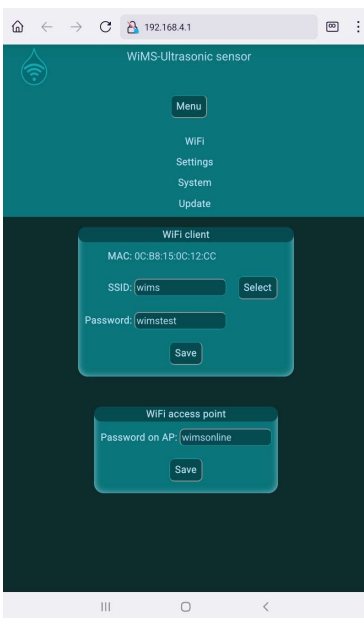 192.168.4.1
WiMS-Ultrasonic sensor
Menu
WiFi
Settings
System
Update
WiFi client
MAC: 0C:B8:15:0C:12:CC
SSID: wims Select
Password: wimstest
Save
WiFi access point
Password on AP: wimsonline
Save